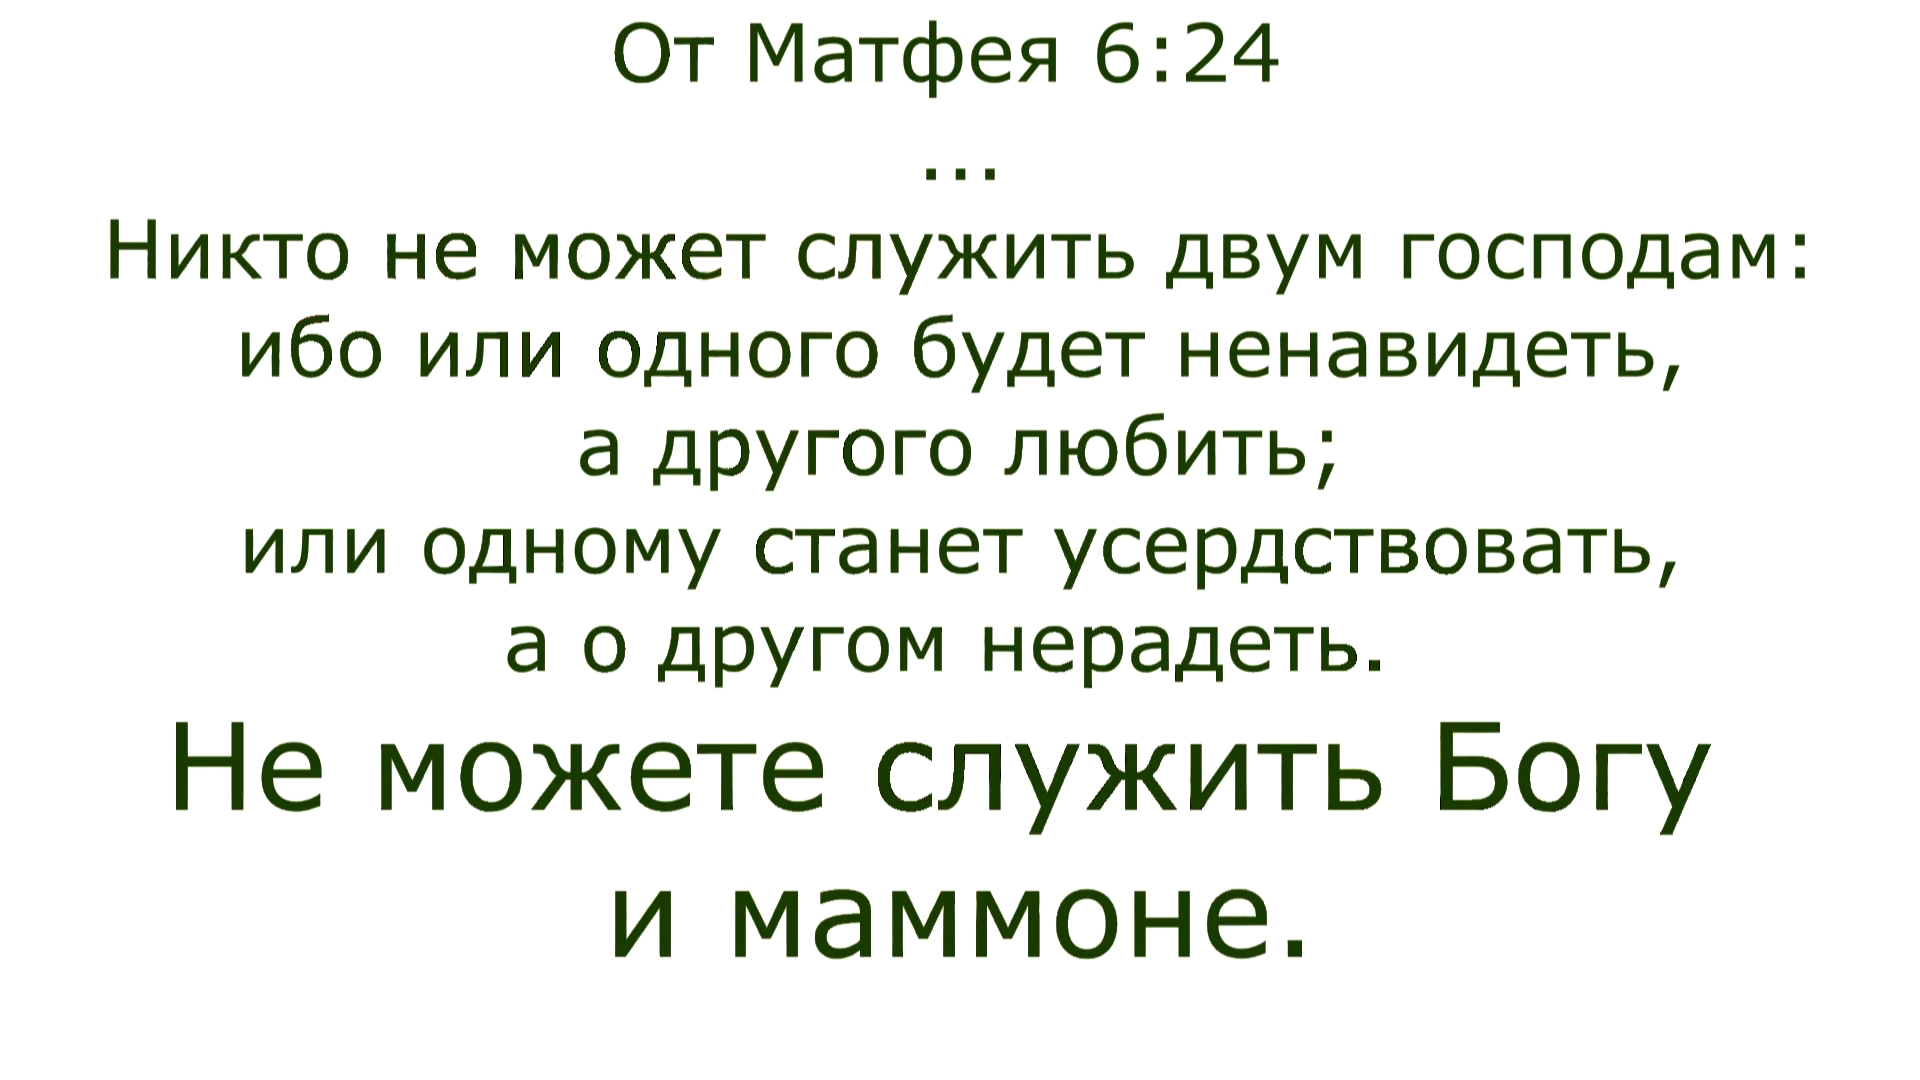 От Матфея 6:24
...
Никто не может служить двум господам:
ибо или одного будет ненавидеть,
а другого любить;
или одному станет усердствовать,
а о другом нерадеть.
Не можете служить Богу
и маммоне.